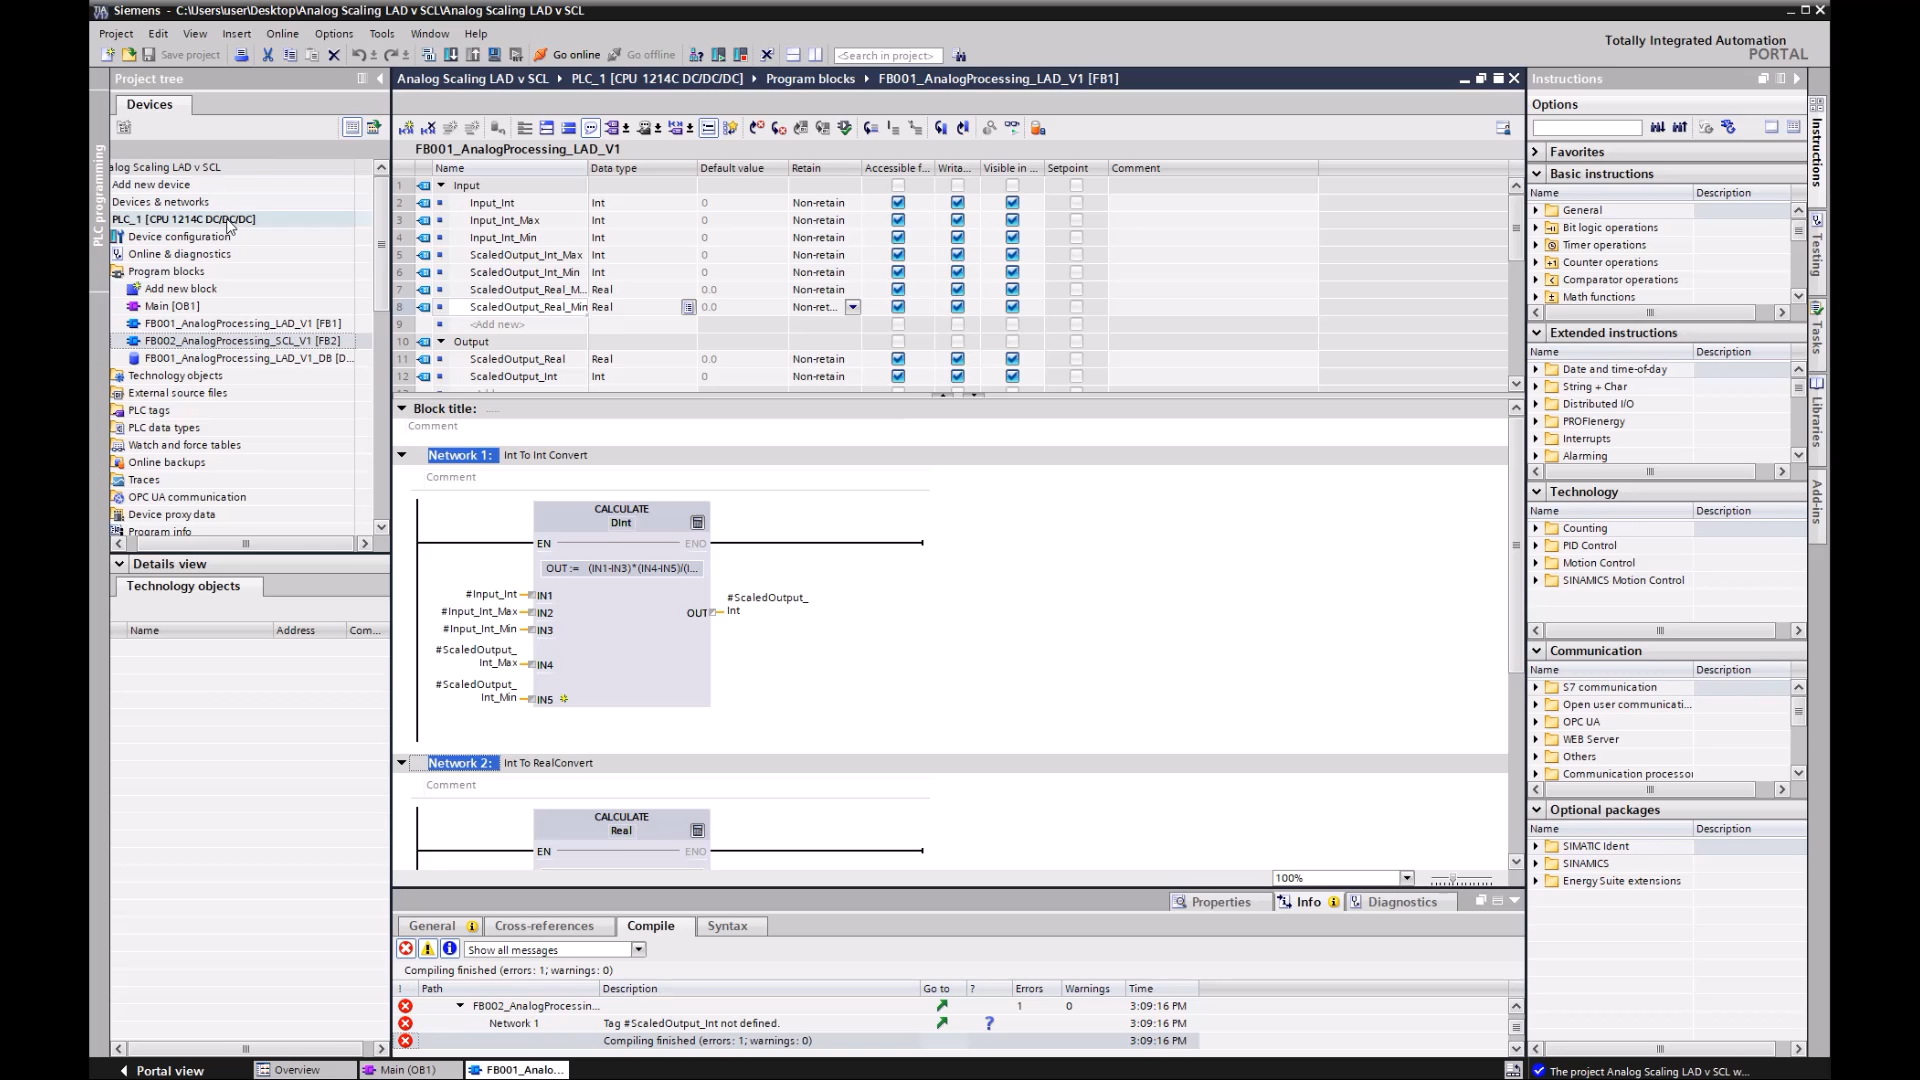 Siemens - C:\Users\user\Desktop\Analog Scaling LAD v SCL\Analog Scaling LAD v SCL
Project Edit View Insert Online Options Tools Window Help
Totally Integrated Automation
PORTAL
Save project Go online Go offline <Search in project>
Project tree
Devices
PLC programming
alog Scaling LAD v SCL
Add new device
Devices & networks
PLC_1 [CPU 1214C DC/DC/DC]
Device configuration
Online & diagnostics
Program blocks
Add new block
Main [OB1]
FB001_AnalogProcessing_LAD_V1 [FB1]
FB002_AnalogProcessing_SCL_V1 [FB2]
FB001_AnalogProcessing_LAD_V1_DB [D...
Technology objects
External source files
PLC tags
PLC data types
Watch and force tables
Online backups
Traces
OPC UA communication
Device proxy data
Program info
Details view
Technology objects
Name Address Com...
Analog Scaling LAD v SCL PLC_1 [CPU 1214C DC/DC/DC] Program blocks FB001_AnalogProcessing_LAD_V1 [FB1]
FB001_AnalogProcessing_LAD_V1
Name Data type Default value Retain Accessible f... Writa... Visible in ... Setpoint Comment
1 Input
2 Input_Int Int 0 Non-retain
3 Input_Int_Max Int 0 Non-retain
4 Input_Int_Min Int 0 Non-retain
5 ScaledOutput_Int_Max Int 0 Non-retain
6 ScaledOutput_Int_Min Int 0 Non-retain
7 ScaledOutput_Real_M... Real 0.0 Non-retain
8 ScaledOutput_Real_Min Real 0.0 Non-ret...
9 <Add new>
10 Output
11 ScaledOutput_Real Real 0.0 Non-retain
12 ScaledOutput_Int Int 0 Non-retain
Block title: .....
Comment
Network 1: Int To Int Convert
Comment
CALCULATE
DInt
EN ENO
OUT := (IN1-IN3)*(IN4-IN5)/(I...
#Input_Int IN1
#Input_Int_Max IN2
#Input_Int_Min IN3
#ScaledOutput_
Int_Max IN4
#ScaledOutput_
Int_Min IN5
#ScaledOutput_
OUT Int
Network 2: Int To RealConvert
Comment
CALCULATE
Real
EN ENO
100%
Properties Info Diagnostics
General Cross-references Compile Syntax
Show all messages
Compiling finished (errors: 1; warnings: 0)
! Path Description Go to ? Errors Warnings Time
FB002_AnalogProcessin... 1 0 3:09:16 PM
Network 1 Tag #ScaledOutput_Int not defined. 3:09:16 PM
Compiling finished (errors: 1; warnings: 0) 3:09:16 PM
Instructions
Options
Favorites
Basic instructions
Name Description
General
Bit logic operations
Timer operations
Counter operations
Comparator operations
Math functions
Extended instructions
Name Description
Date and time-of-day
String + Char
Distributed I/O
PROFIenergy
Interrupts
Alarming
Technology
Name Description
Counting
PID Control
Motion Control
SINAMICS Motion Control
Communication
Name Description
S7 communication
Open user communicati...
OPC UA
WEB Server
Others
Communication processor
Optional packages
Name Description
SIMATIC Ident
SINAMICS
Energy Suite extensions
Instructions
Testing
Tasks
Libraries
Add-ins
Portal view Overview Main (OB1) FB001_Analo...
The project Analog Scaling LAD v SCL w...